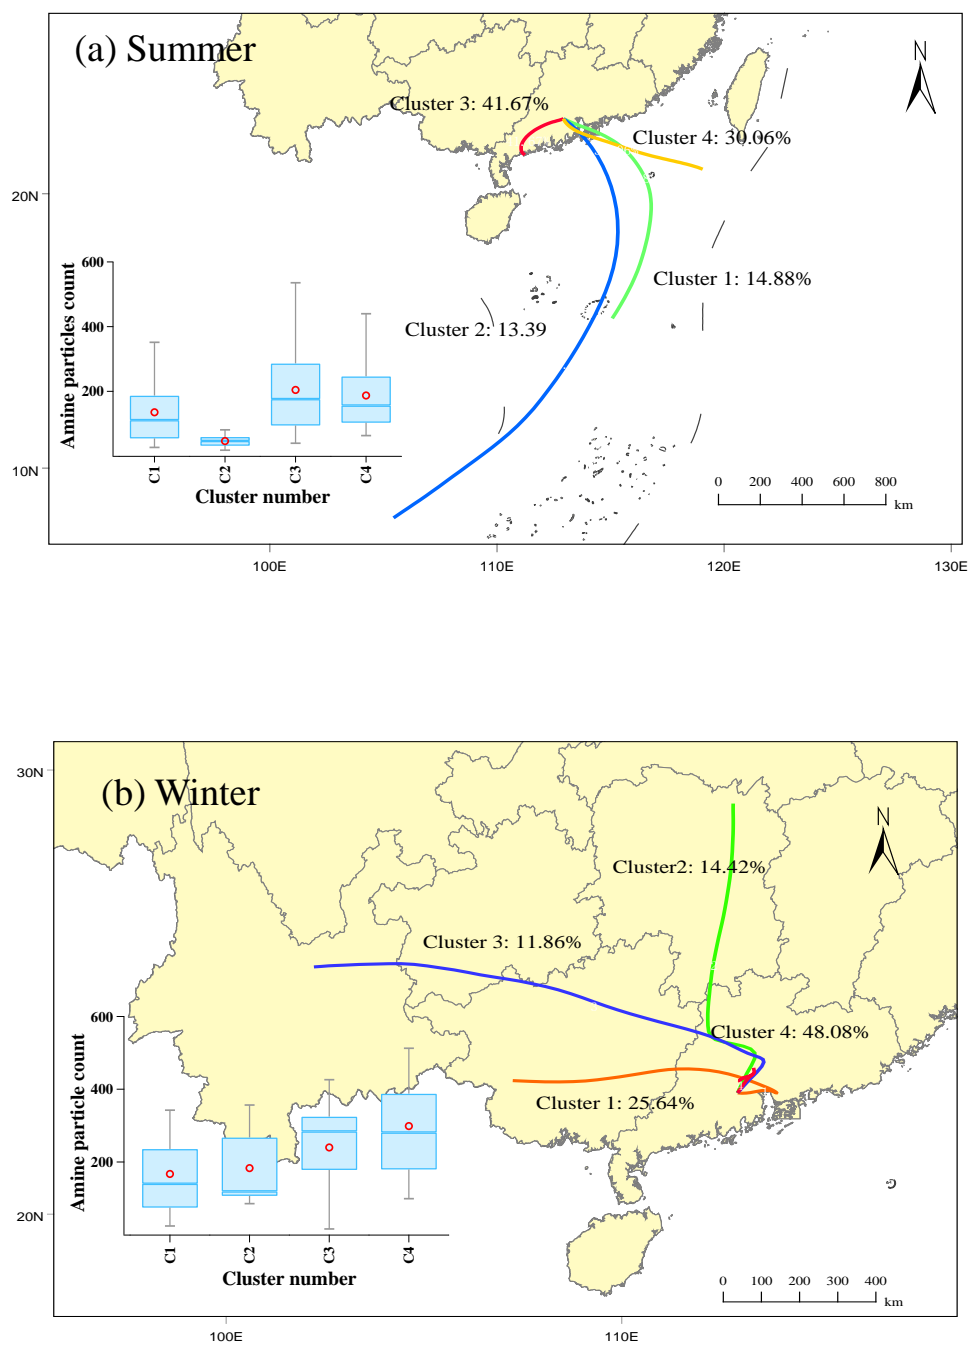 (a) Summer
N
Cluster 3: 41.67%
Cluster 4: 30.06%
20N
600
Cluster 1: 14.88%
Cluster 2: 13.39
400
Amine particles count
200
10N
C1
C2
C3
C4
Cluster number
0 200 400 600 800
km
100E 110E 120E 130E
30N
(b) Winter
N
Cluster2: 14.42%
Cluster 3: 11.86%
600
Cluster 4: 48.08%
400
Cluster 1: 25.64%
Amine particle count
200
20N
C1
C2
C3
C4
Cluster number
0 100 200 300 400
km
100E 110E